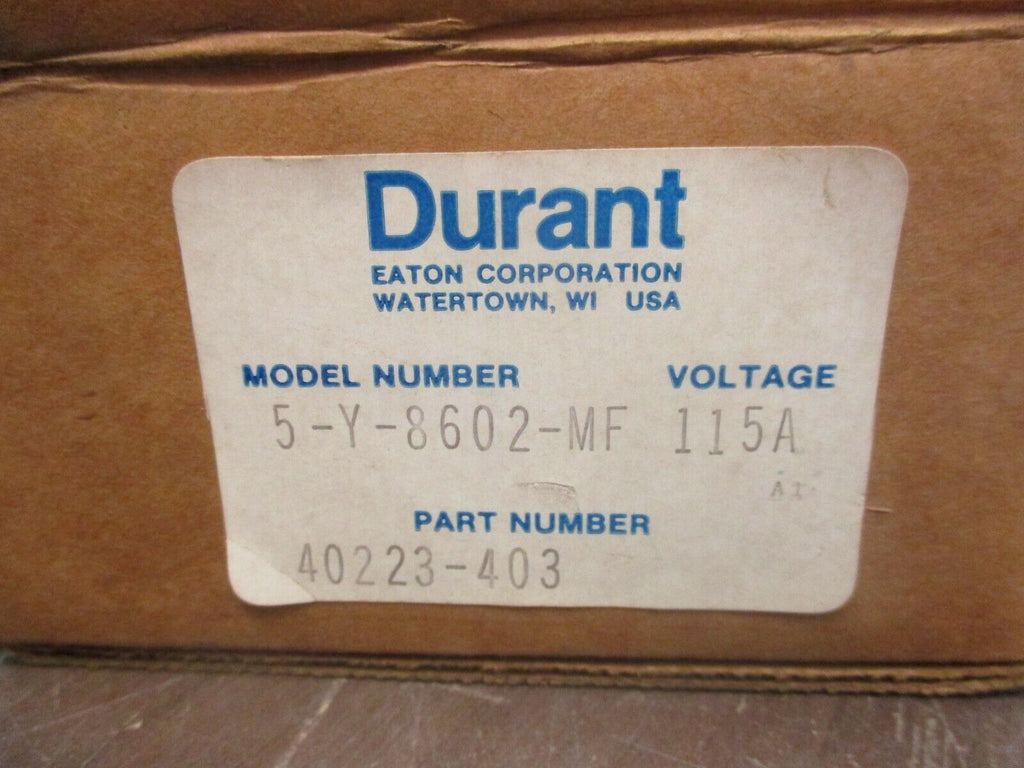 Durant
EATON CORPORATION
WATERTOWN, WI USA
MODEL NUMBER VOLTAGE
5-Y-8602-MF 115A
PART NUMBER
40223-403